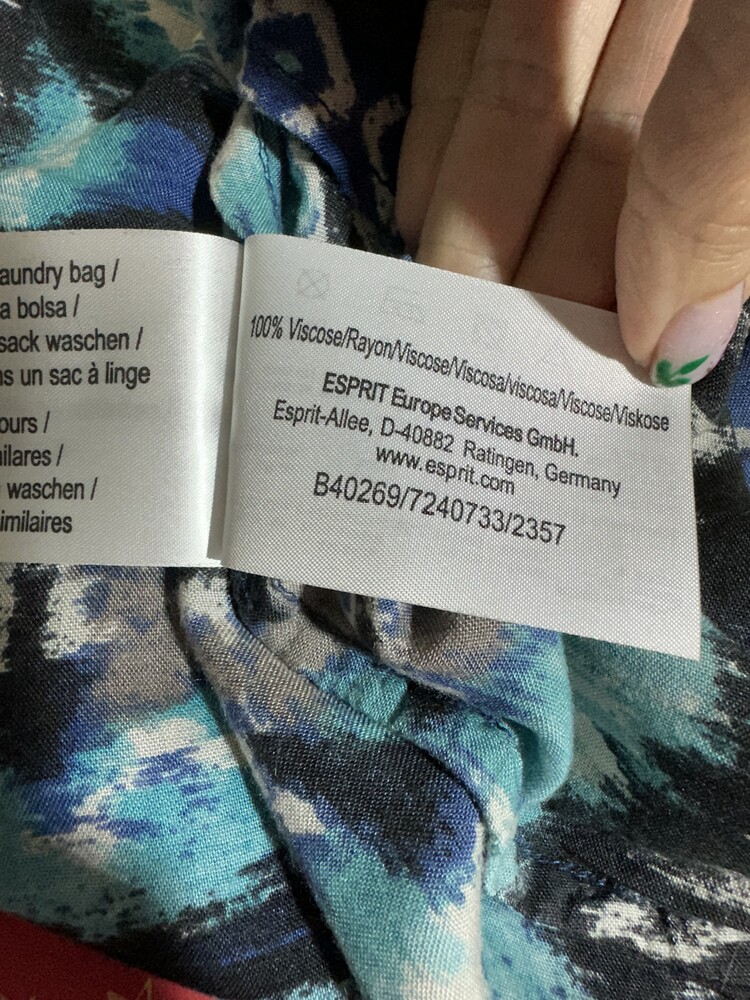 aundry bag /
a bolsa /
sack waschen /
ns un sac à linge
ours /
nilares /
waschen /
imilaires
100% Viscose/Rayon/Viscose/Viscosa/viscosa/Viscose/Viskose
ESPRIT Europe Services GmbH.
Esprit-Allee, D-40882 Ratingen, Germany
www.esprit.com
B40269/7240733/2357